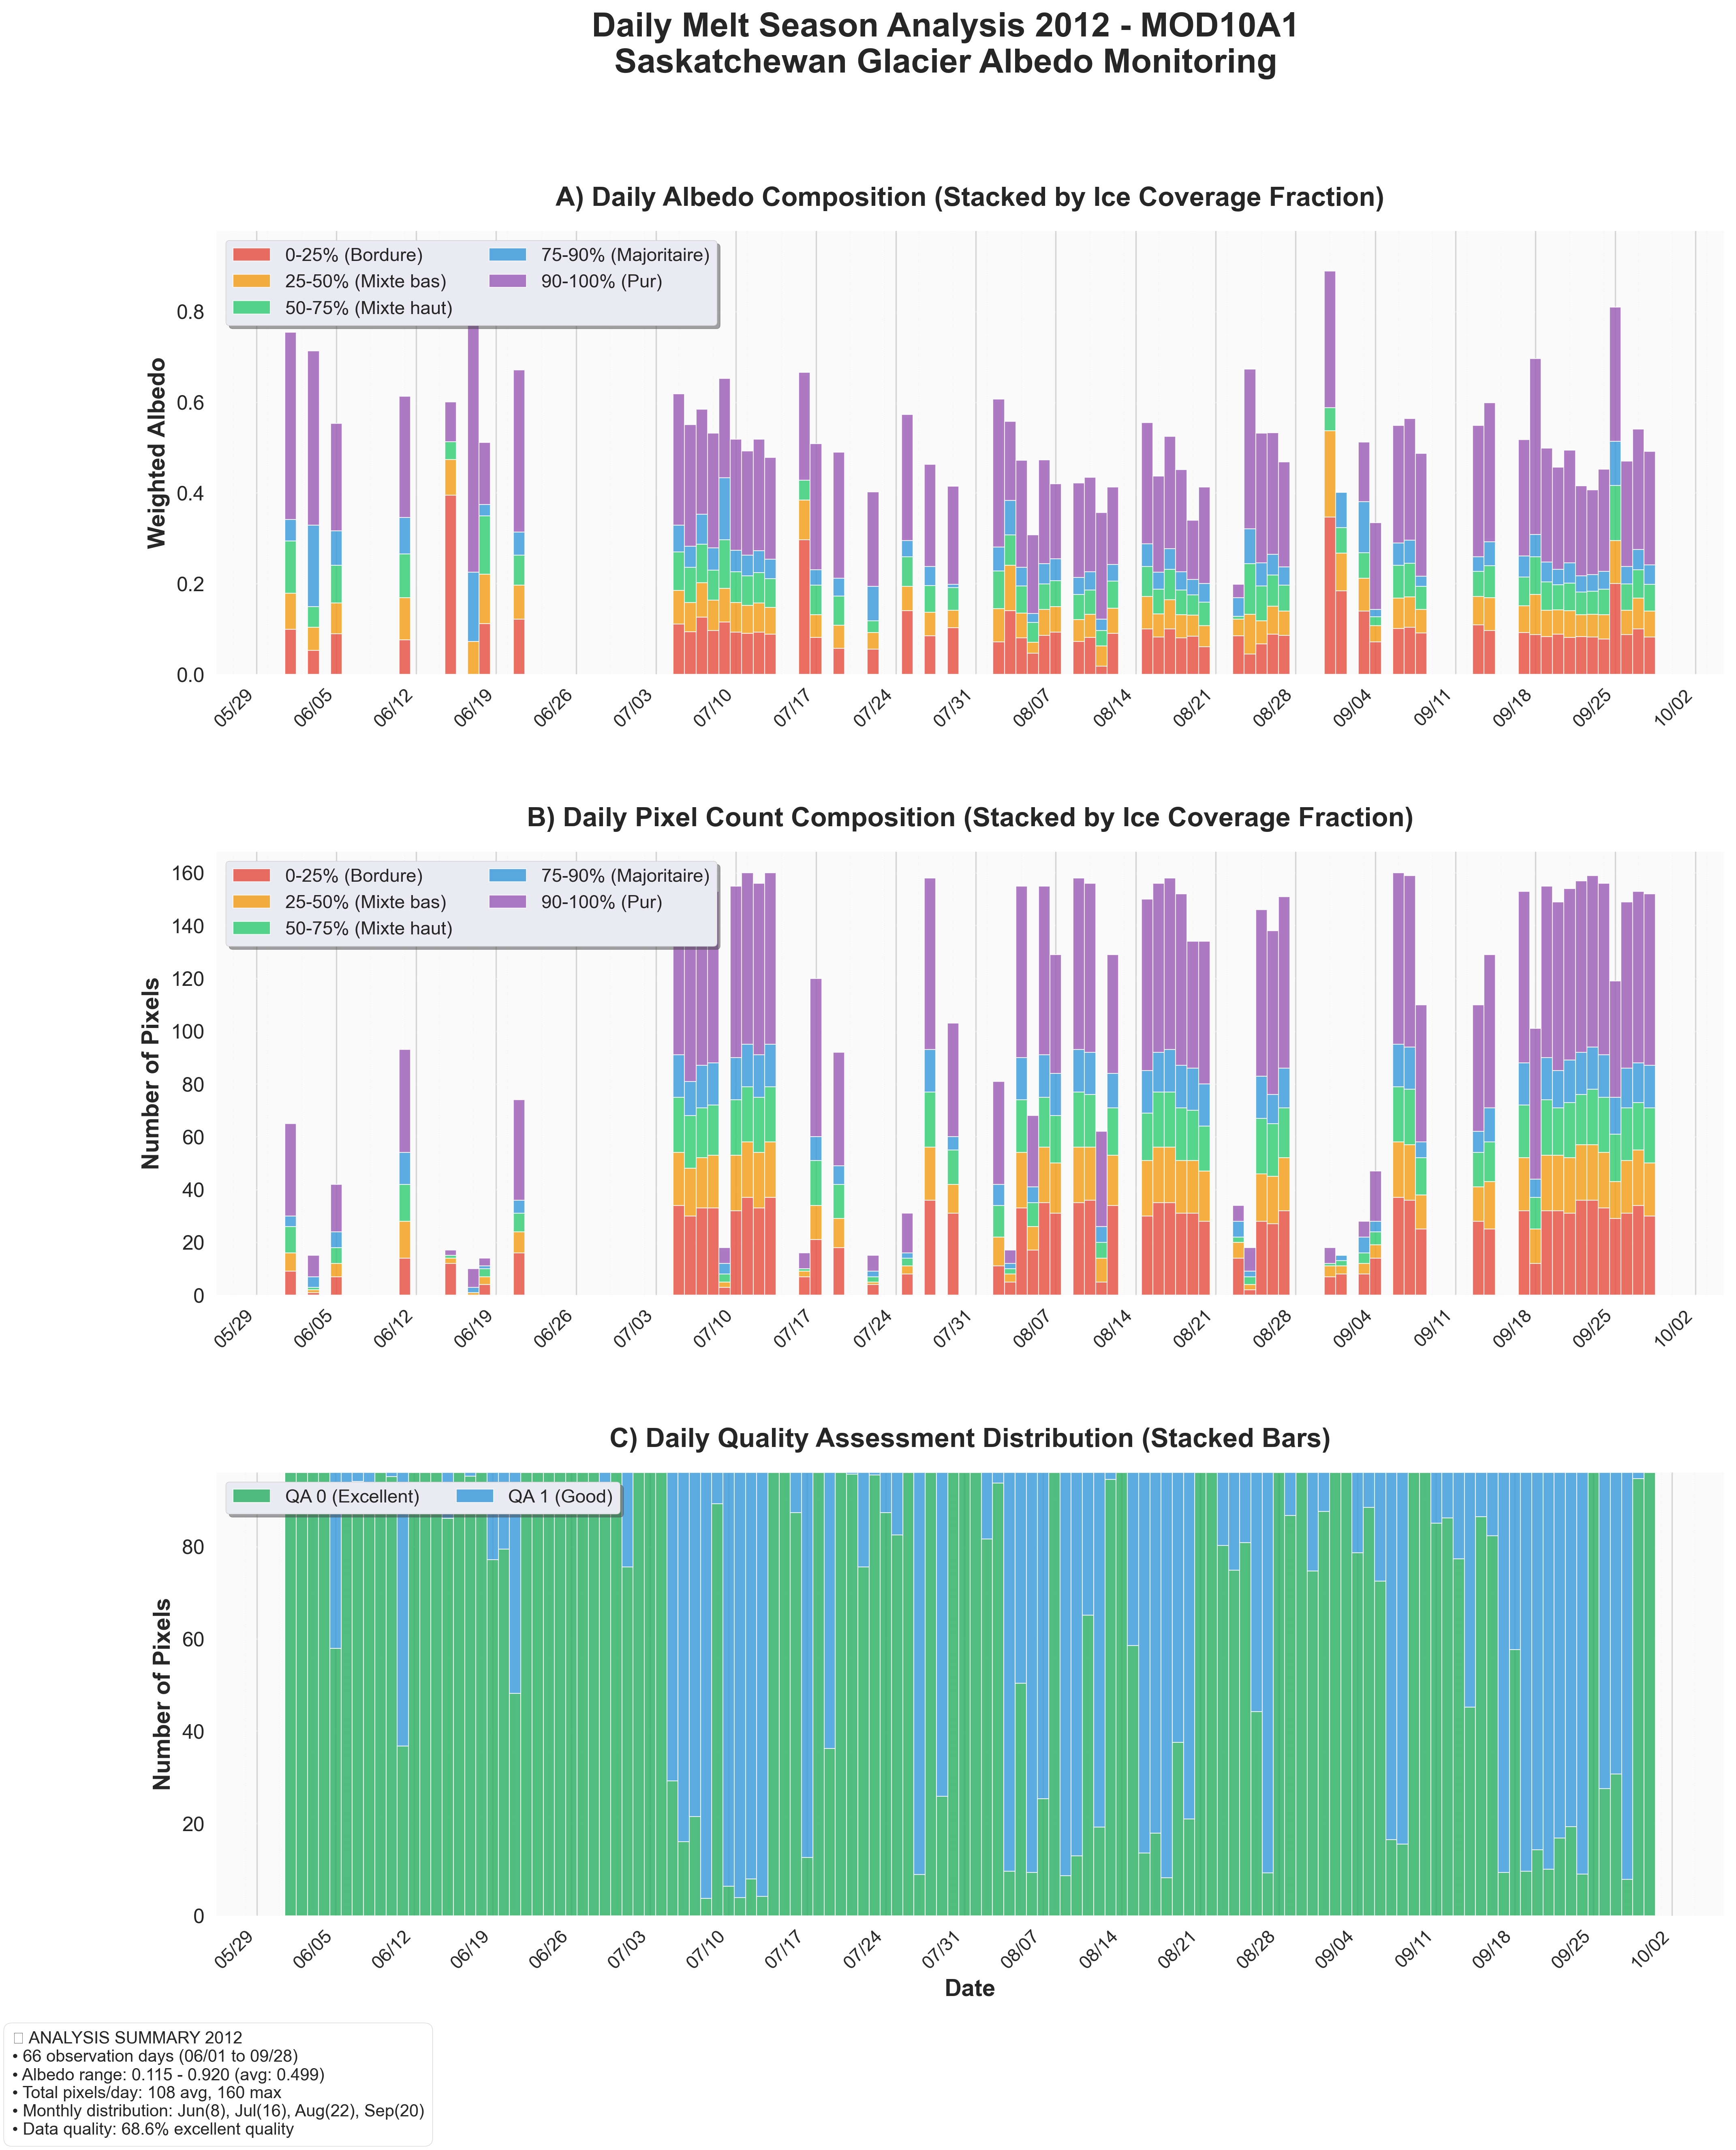 Daily Melt Season Analysis 2012 - MOD10A1
Saskatchewan Glacier Albedo Monitoring
A) Daily Albedo Composition (Stacked by Ice Coverage Fraction)
0-25% (Bordure)
25-50% (Mixte bas)
50-75% (Mixte haut)
75-90% (Majoritaire)
90-100% (Pur)
Weighted Albedo
0.8
0.6
0.4
0.2
0.0
05/29 06/05 06/12 06/19 06/26 07/03 07/10 07/17 07/24 07/31 08/07 08/14 08/21 08/28 09/04 09/11 09/18 09/25 10/02
B) Daily Pixel Count Composition (Stacked by Ice Coverage Fraction)
0-25% (Bordure)
25-50% (Mixte bas)
50-75% (Mixte haut)
75-90% (Majoritaire)
90-100% (Pur)
Number of Pixels
160
140
120
100
80
60
40
20
0
05/29 06/05 06/12 06/19 06/26 07/03 07/10 07/17 07/24 07/31 08/07 08/14 08/21 08/28 09/04 09/11 09/18 09/25 10/02
C) Daily Quality Assessment Distribution (Stacked Bars)
QA 0 (Excellent)
QA 1 (Good)
Number of Pixels
80
60
40
20
0
05/29 06/05 06/12 06/19 06/26 07/03 07/10 07/17 07/24 07/31 08/07 08/14 08/21 08/28 09/04 09/11 09/18 09/25 10/02
Date
ANALYSIS SUMMARY 2012
• 66 observation days (06/01 to 09/28)
• Albedo range: 0.115 - 0.920 (avg: 0.499)
• Total pixels/day: 108 avg, 160 max
• Monthly distribution: Jun(8), Jul(16), Aug(22), Sep(20)
• Data quality: 68.6% excellent quality